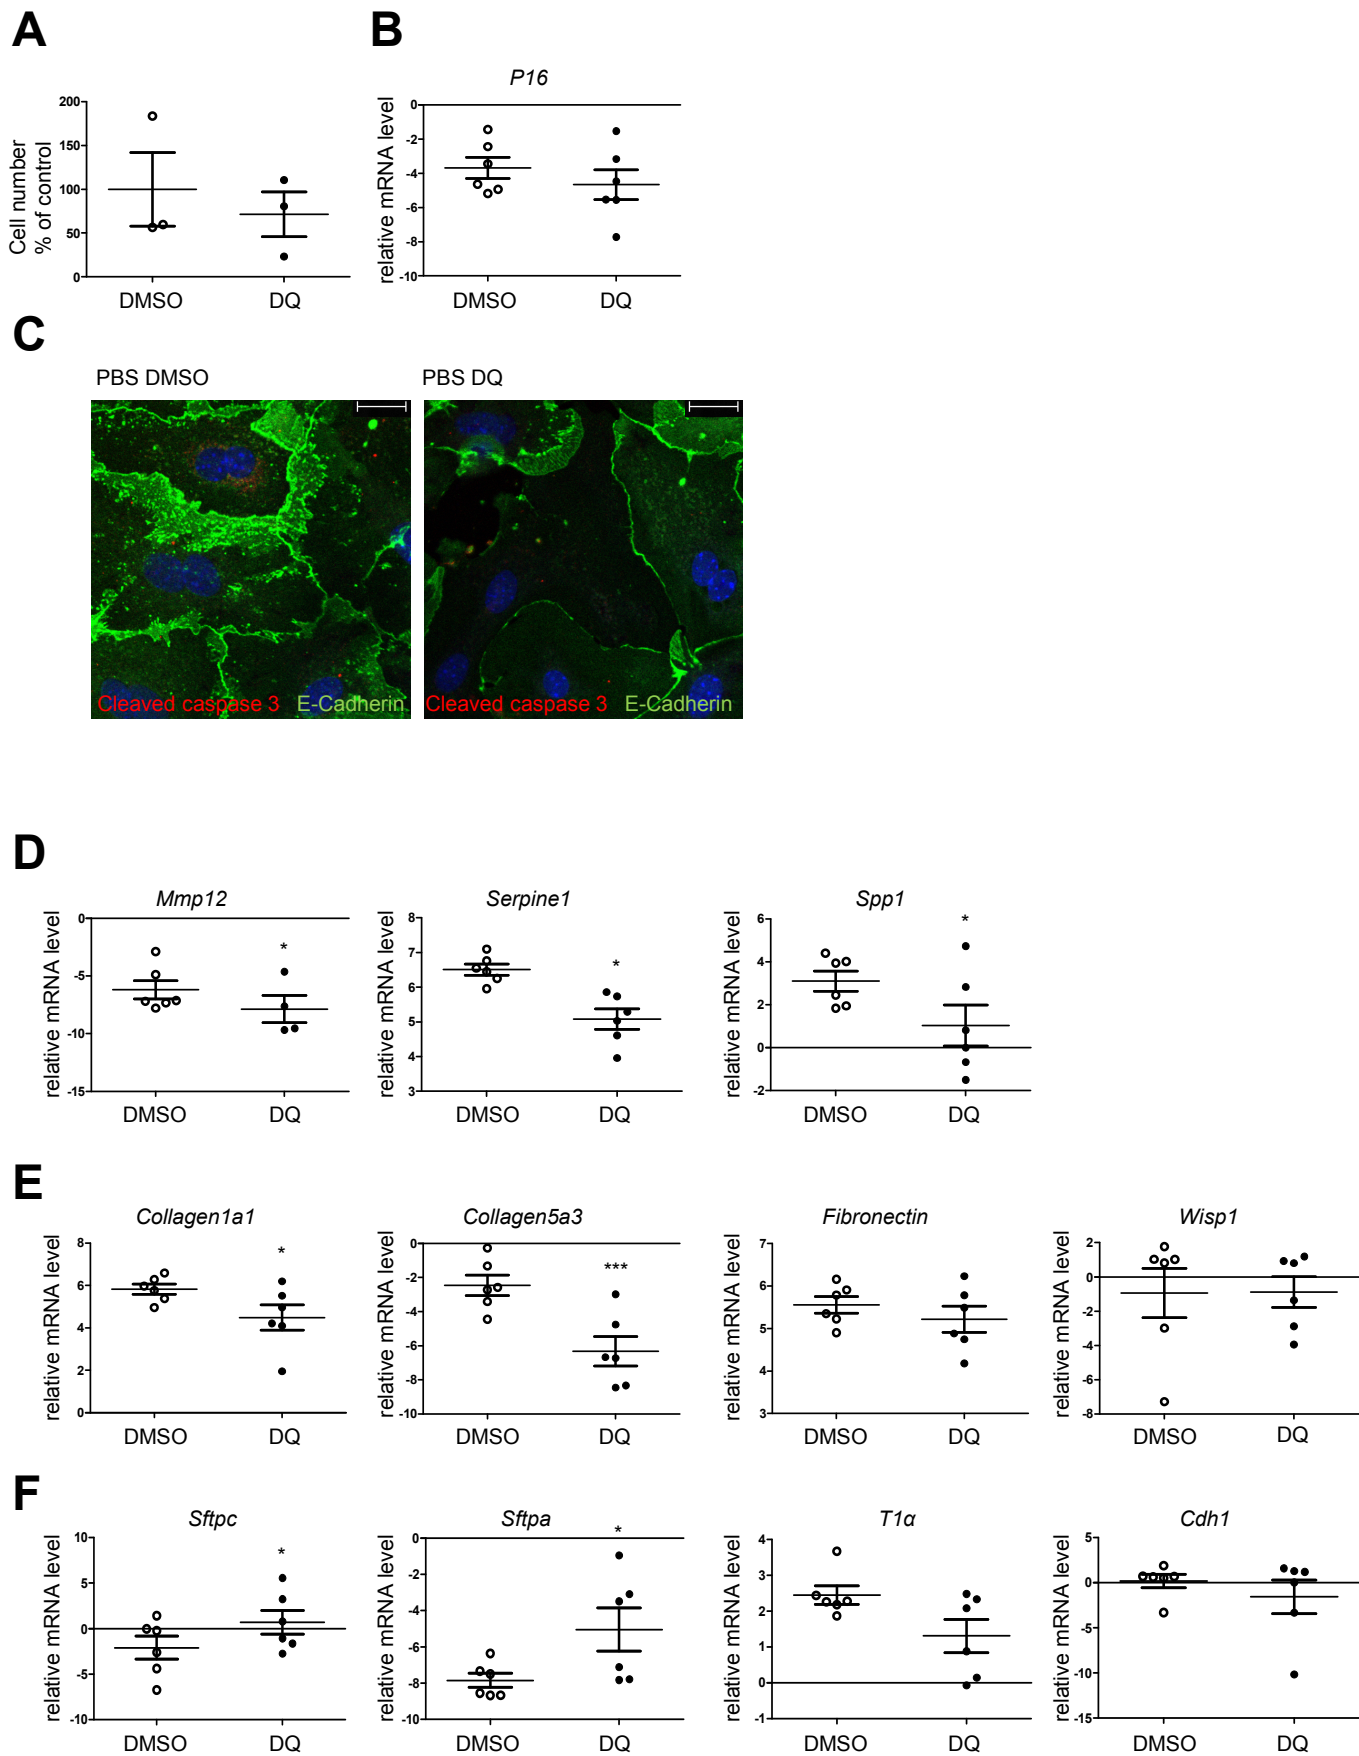 A
B
Cell number
% of control
200
150
100
50
0
DMSO
DQ
P16
relative mRNA level
0
-2
-4
-6
-8
-10
DMSO
DQ
C
PBS DMSO
PBS DQ
Cleaved caspase 3
E-Cadherin
Cleaved caspase 3
E-Cadherin
D
Mmp12
relative mRNA level
0
-5
-10
-15
*
DMSO
DQ
Serpine1
relative mRNA level
8
7
6
5
4
3
*
DMSO
DQ
Spp1
relative mRNA level
6
4
2
0
-2
*
DMSO
DQ
E
Collagen1a1
relative mRNA level
8
6
4
2
0
*
DMSO
DQ
Collagen5a3
relative mRNA level
0
-2
-4
-6
-8
-10
***
DMSO
DQ
Fibronectin
relative mRNA level
7
6
5
4
3
DMSO
DQ
Wisp1
relative mRNA level
2
0
-2
-4
-6
-8
DMSO
DQ
F
Sftpc
relative mRNA level
10
5
0
-5
-10
*
DMSO
DQ
Sftpa
relative mRNA level
0
-2
-4
-6
-8
-10
*
DMSO
DQ
T1α
relative mRNA level
4
3
2
1
0
-1
DMSO
DQ
Cdh1
relative mRNA level
5
0
-5
-10
-15
DMSO
DQ